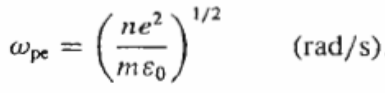 ω_pe = (ne²/mε₀)^1/2 (rad/s)